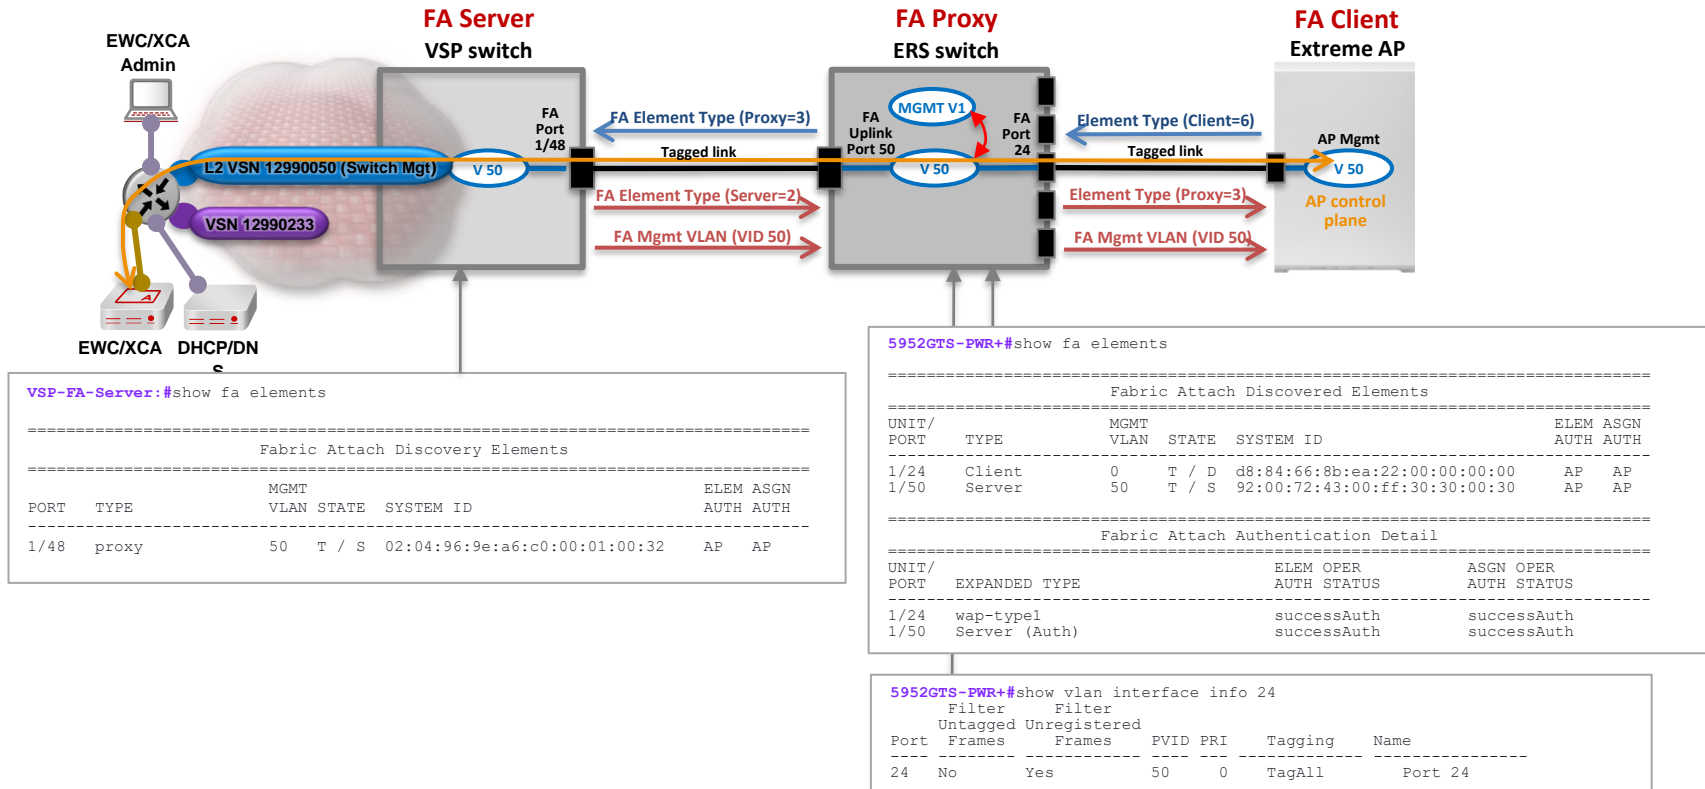 FA Server
VSP switch
FA Proxy
ERS switch
FA Client
Extreme AP
EWC/XCA
Admin
FA
Port
1/48
FA Element Type (Proxy=3)
Tagged link
FA Element Type (Server=2)
FA Mgmt VLAN (VID 50)
L2 VSN 12990050 (Switch Mgt)
V 50
VSN 12990233
FA
Uplink
Port 50
MGMT V1
V 50
FA
Port
24
Element Type (Client=6)
Tagged link
Element Type (Proxy=3)
FA Mgmt VLAN (VID 50)
AP Mgmt
V 50
AP control
plane
A
EWC/XCA
DHCP/DN
S
VSP-FA-Server:#show fa elements
==================================================================================
Fabric Attach Discovery Elements
==================================================================================
MGMT ELEM ASGN
PORT TYPE VLAN STATE SYSTEM ID AUTH AUTH
----------------------------------------------------------------------------------
1/48 proxy 50 T / S 02:04:96:9e:a6:c0:00:01:00:32 AP AP
5952GTS-PWR+#show fa elements
================================================================================
Fabric Attach Discovered Elements
================================================================================
UNIT/ MGMT ELEM ASGN
PORT TYPE VLAN STATE SYSTEM ID AUTH AUTH
--------------------------------------------------------------------------------
1/24 Client 0 T / D d8:84:66:8b:ea:22:00:00:00:00 AP AP
1/50 Server 50 T / S 92:00:72:43:00:ff:30:30:00:30 AP AP
================================================================================
Fabric Attach Authentication Detail
================================================================================
UNIT/ ELEM OPER ASGN OPER
PORT EXPANDED TYPE AUTH STATUS AUTH STATUS
--------------------------------------------------------------------------------
1/24 wap-type1 successAuth successAuth
1/50 Server (Auth) successAuth successAuth
5952GTS-PWR+#show vlan interface info 24
Filter Filter
Untagged Unregistered
Port Frames Frames PVID PRI Tagging Name
---- -------- ------------ ---- --- ------------- ----------------
24 No Yes 50 0 TagAll Port 24